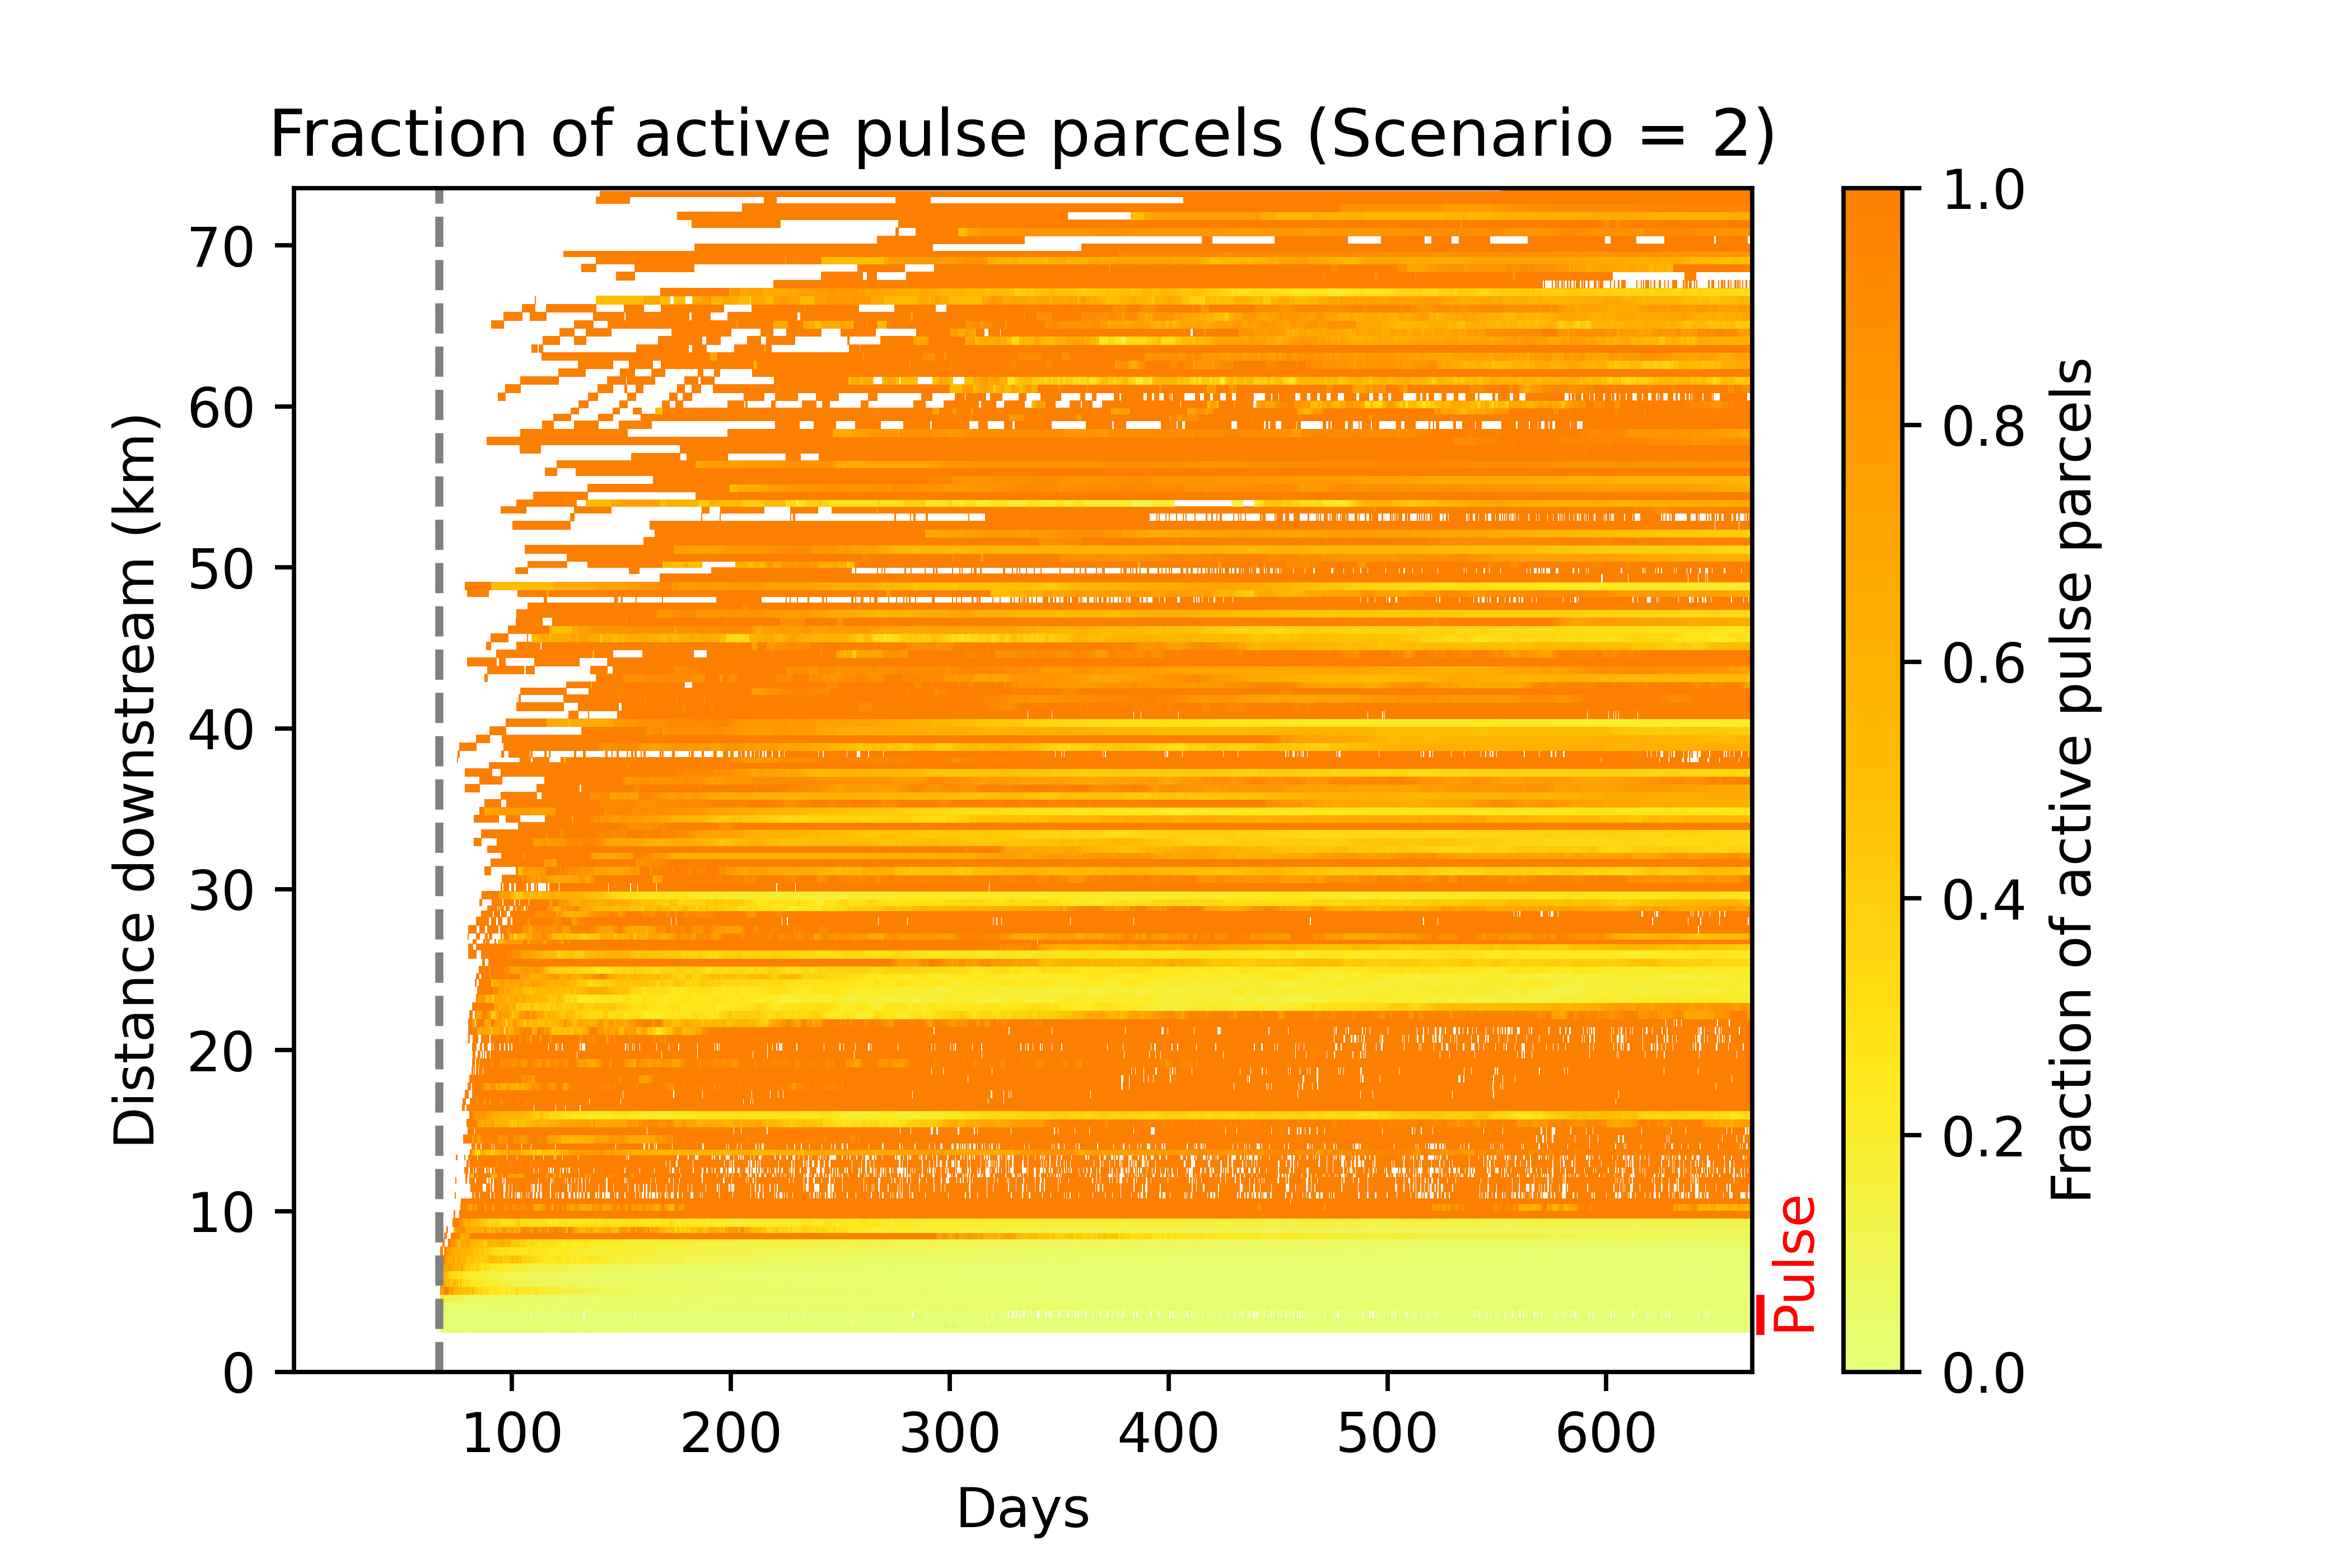 Fraction of active pulse parcels (Scenario = 2)
70
60
50
40
30
20
10
0
Distance downstream (km)
100 200 300 400 500 600
Days
Pulse
1.0
0.8
0.6
0.4
0.2
0.0
Fraction of active pulse parcels